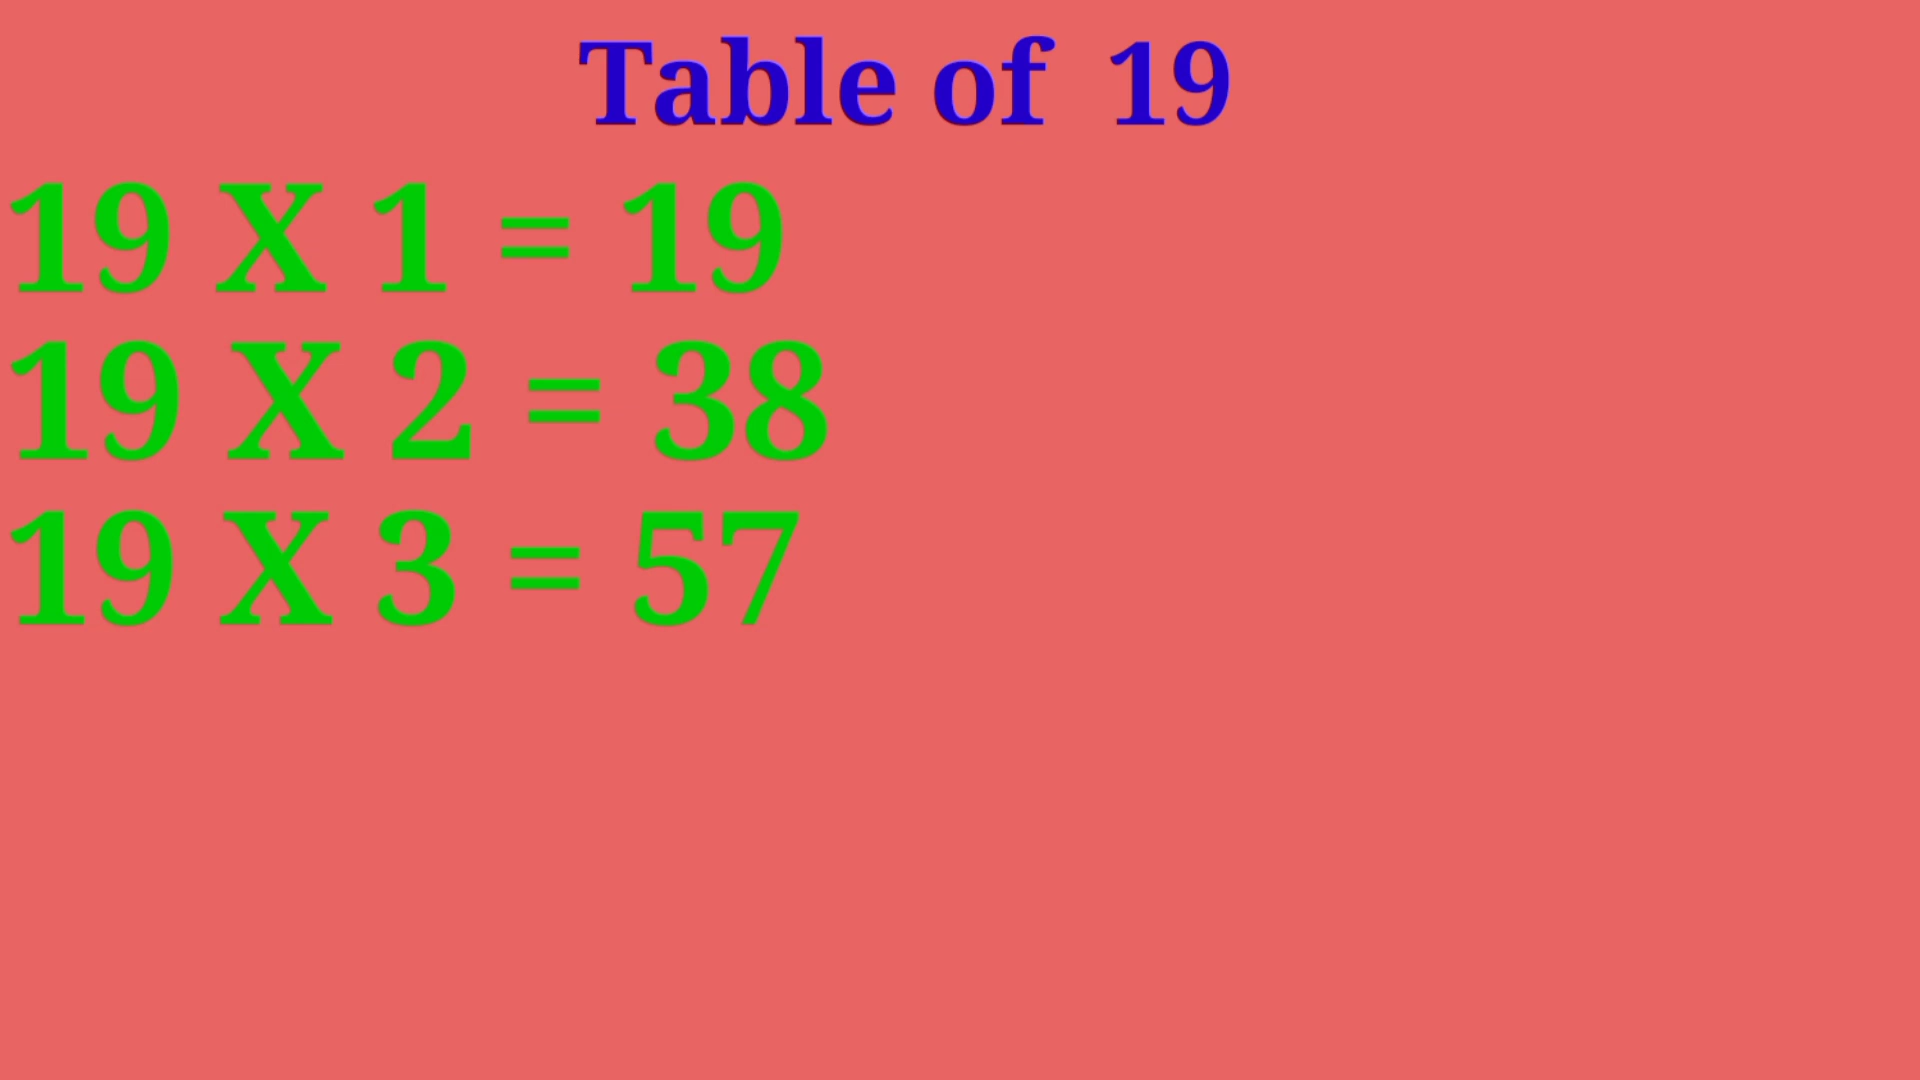 Table of 19
19 X 1 = 19
19 X 2 = 38
19 X 3 = 57